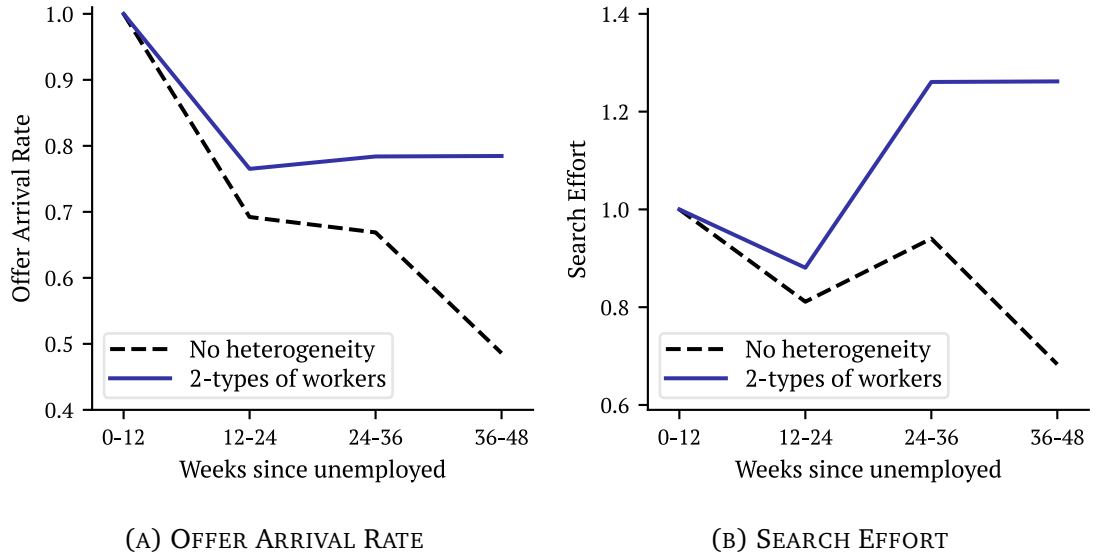 1.0
0.9
0.8
0.7
0.6
0.5
0.4
Offer Arrival Rate
No heterogeneity
2-types of workers
0-12
12-24
24-36
36-48
Weeks since unemployed
(A) OFFER ARRIVAL RATE
1.4
1.2
1.0
0.8
0.6
Search Effort
No heterogeneity
2-types of workers
0-12
12-24
24-36
36-48
Weeks since unemployed
(B) SEARCH EFFORT